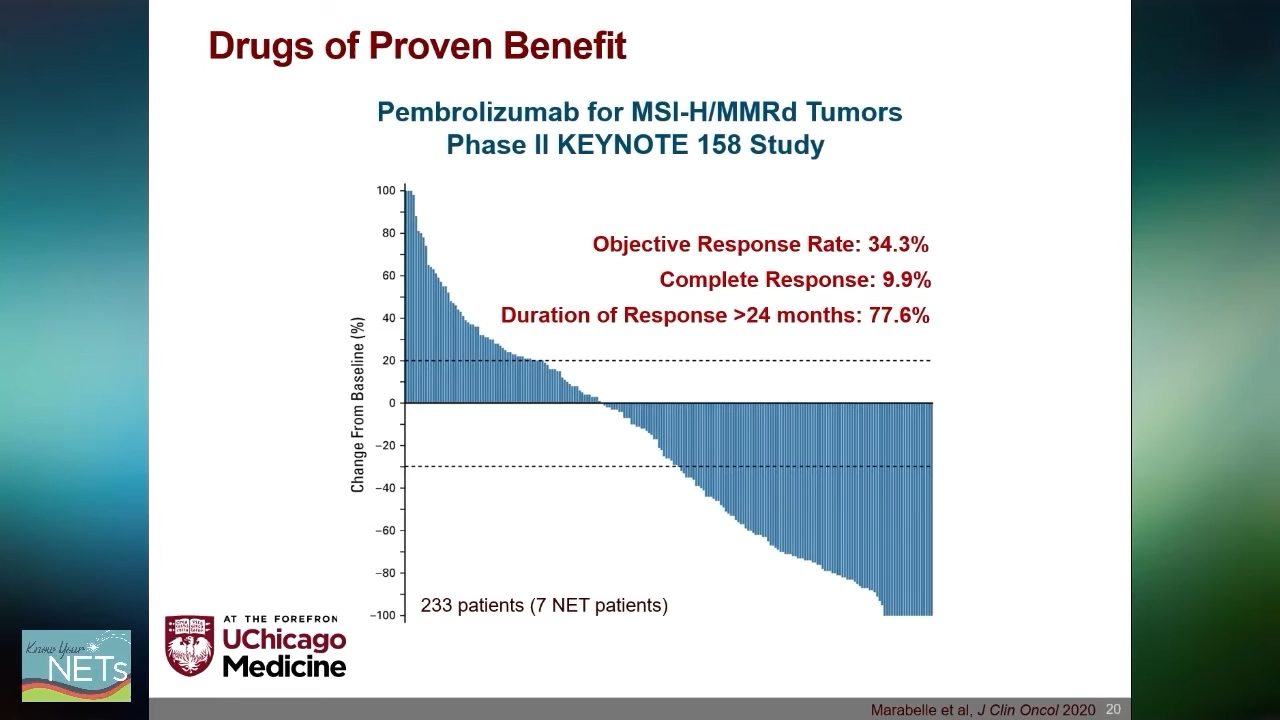 Drugs of Proven Benefit
Pembrolizumab for MSI-H/MMRd Tumors
Phase II KEYNOTE 158 Study
Objective Response Rate: 34.3%
Complete Response: 9.9%
Duration of Response >24 months: 77.6%
Change From Baseline (%)
100
80
60
40
20
0
−20
−40
−60
−80
−100
233 patients (7 NET patients)
AT THE FOREFRON
UChicago
Medicine
Know Your
NETs
Marabelle et al, J Clin Oncol 2020 20